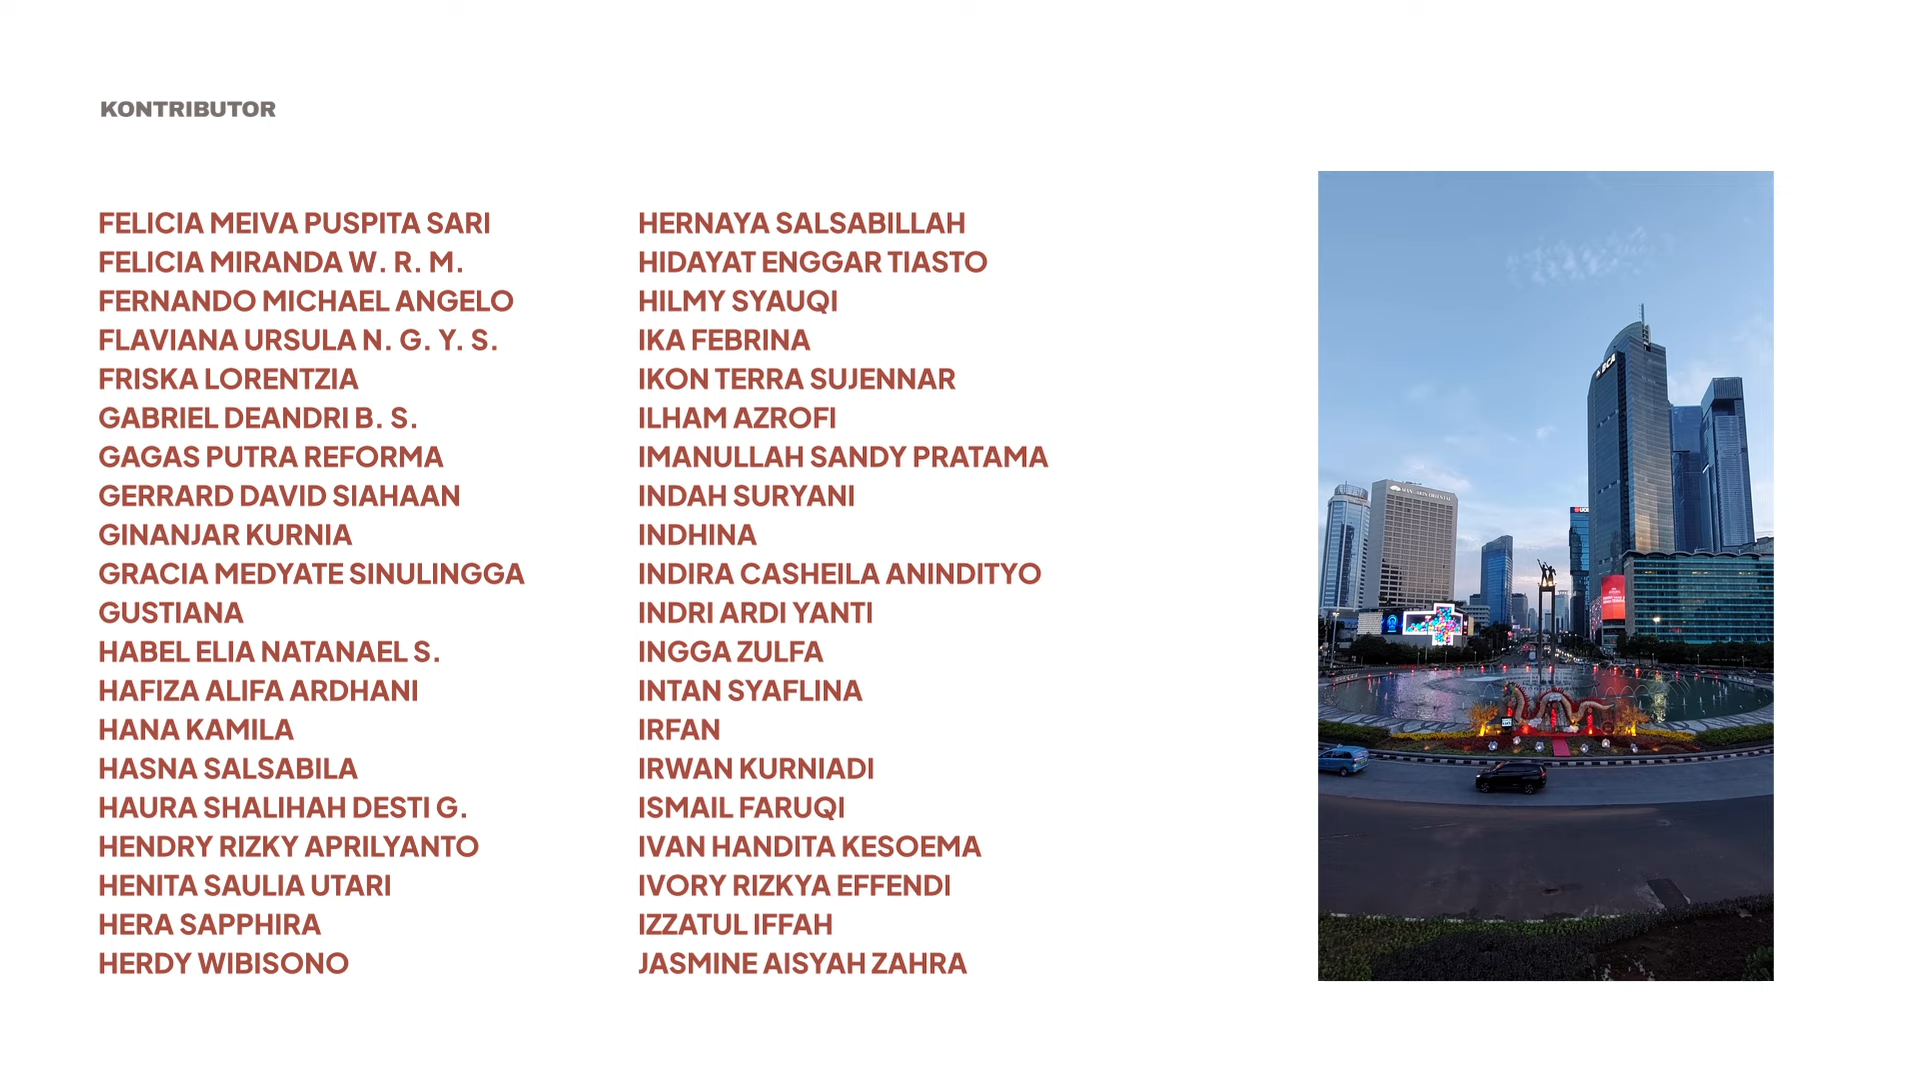 KONTRIBUTOR
FELICIA MEIVA PUSPITA SARI
FELICIA MIRANDA W. R. M.
FERNANDO MICHAEL ANGELO
FLAVIANA URSULA N. G. Y. S.
FRISKA LORENTZIA
GABRIEL DEANDRI B. S.
GAGAS PUTRA REFORMA
GERRARD DAVID SIAHAAN
GINANJAR KURNIA
GRACIA MEDYATE SINULINGGA
GUSTIANA
HABEL ELIA NATANAEL S.
HAFIZA ALIFA ARDHANI
HANA KAMILA
HASNA SALSABILA
HAURA SHALIHAH DESTI G.
HENDRY RIZKY APRILYANTO
HENITA SAULIA UTARI
HERA SAPPHIRA
HERDY WIBISONO
HERNAYA SALSABILLAH
HIDAYAT ENGGAR TIASTO
HILMY SYAUQI
IKA FEBRINA
IKON TERRA SUJENNAR
ILHAM AZROFI
IMANULLAH SANDY PRATAMA
INDAH SURYANI
INDHINA
INDIRA CASHEILA ANINDITYO
INDRI ARDI YANTI
INGGA ZULFA
INTAN SYAFLINA
IRFAN
IRWAN KURNIADI
ISMAIL FARUQI
IVAN HANDITA KESOEMA
IVORY RIZKYA EFFENDI
IZZATUL IFFAH
JASMINE AISYAH ZAHRA
BCA